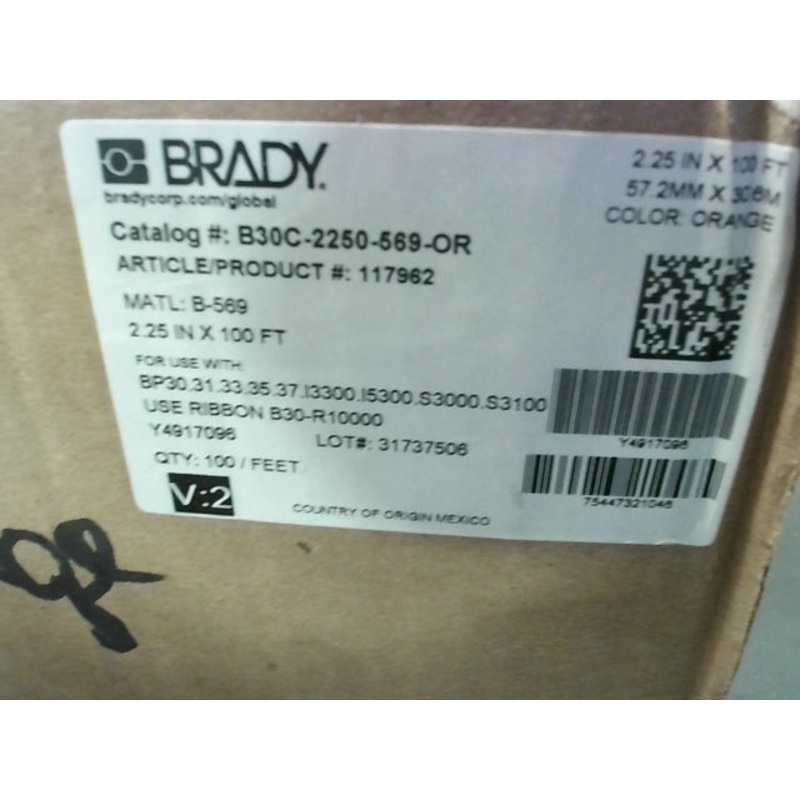 BRADY.
bradycorp.com/global
2.25 IN X 100 FT
57.2MM X 30.6M
COLOR: ORANGE
Catalog #: B30C-2250-569-OR
ARTICLE/PRODUCT #: 117962
MATL: B-569
2.25 IN X 100 FT
FOR USE WITH:
BP30.31.33.35.37.I3300.I5300.S3000.S3100
USE RIBBON B30-R10000
Y4917096
LOT#: 31737506
QTY: 100 / FEET
V:2
COUNTRY OF ORIGIN MEXICO
Y4917096
75447321046